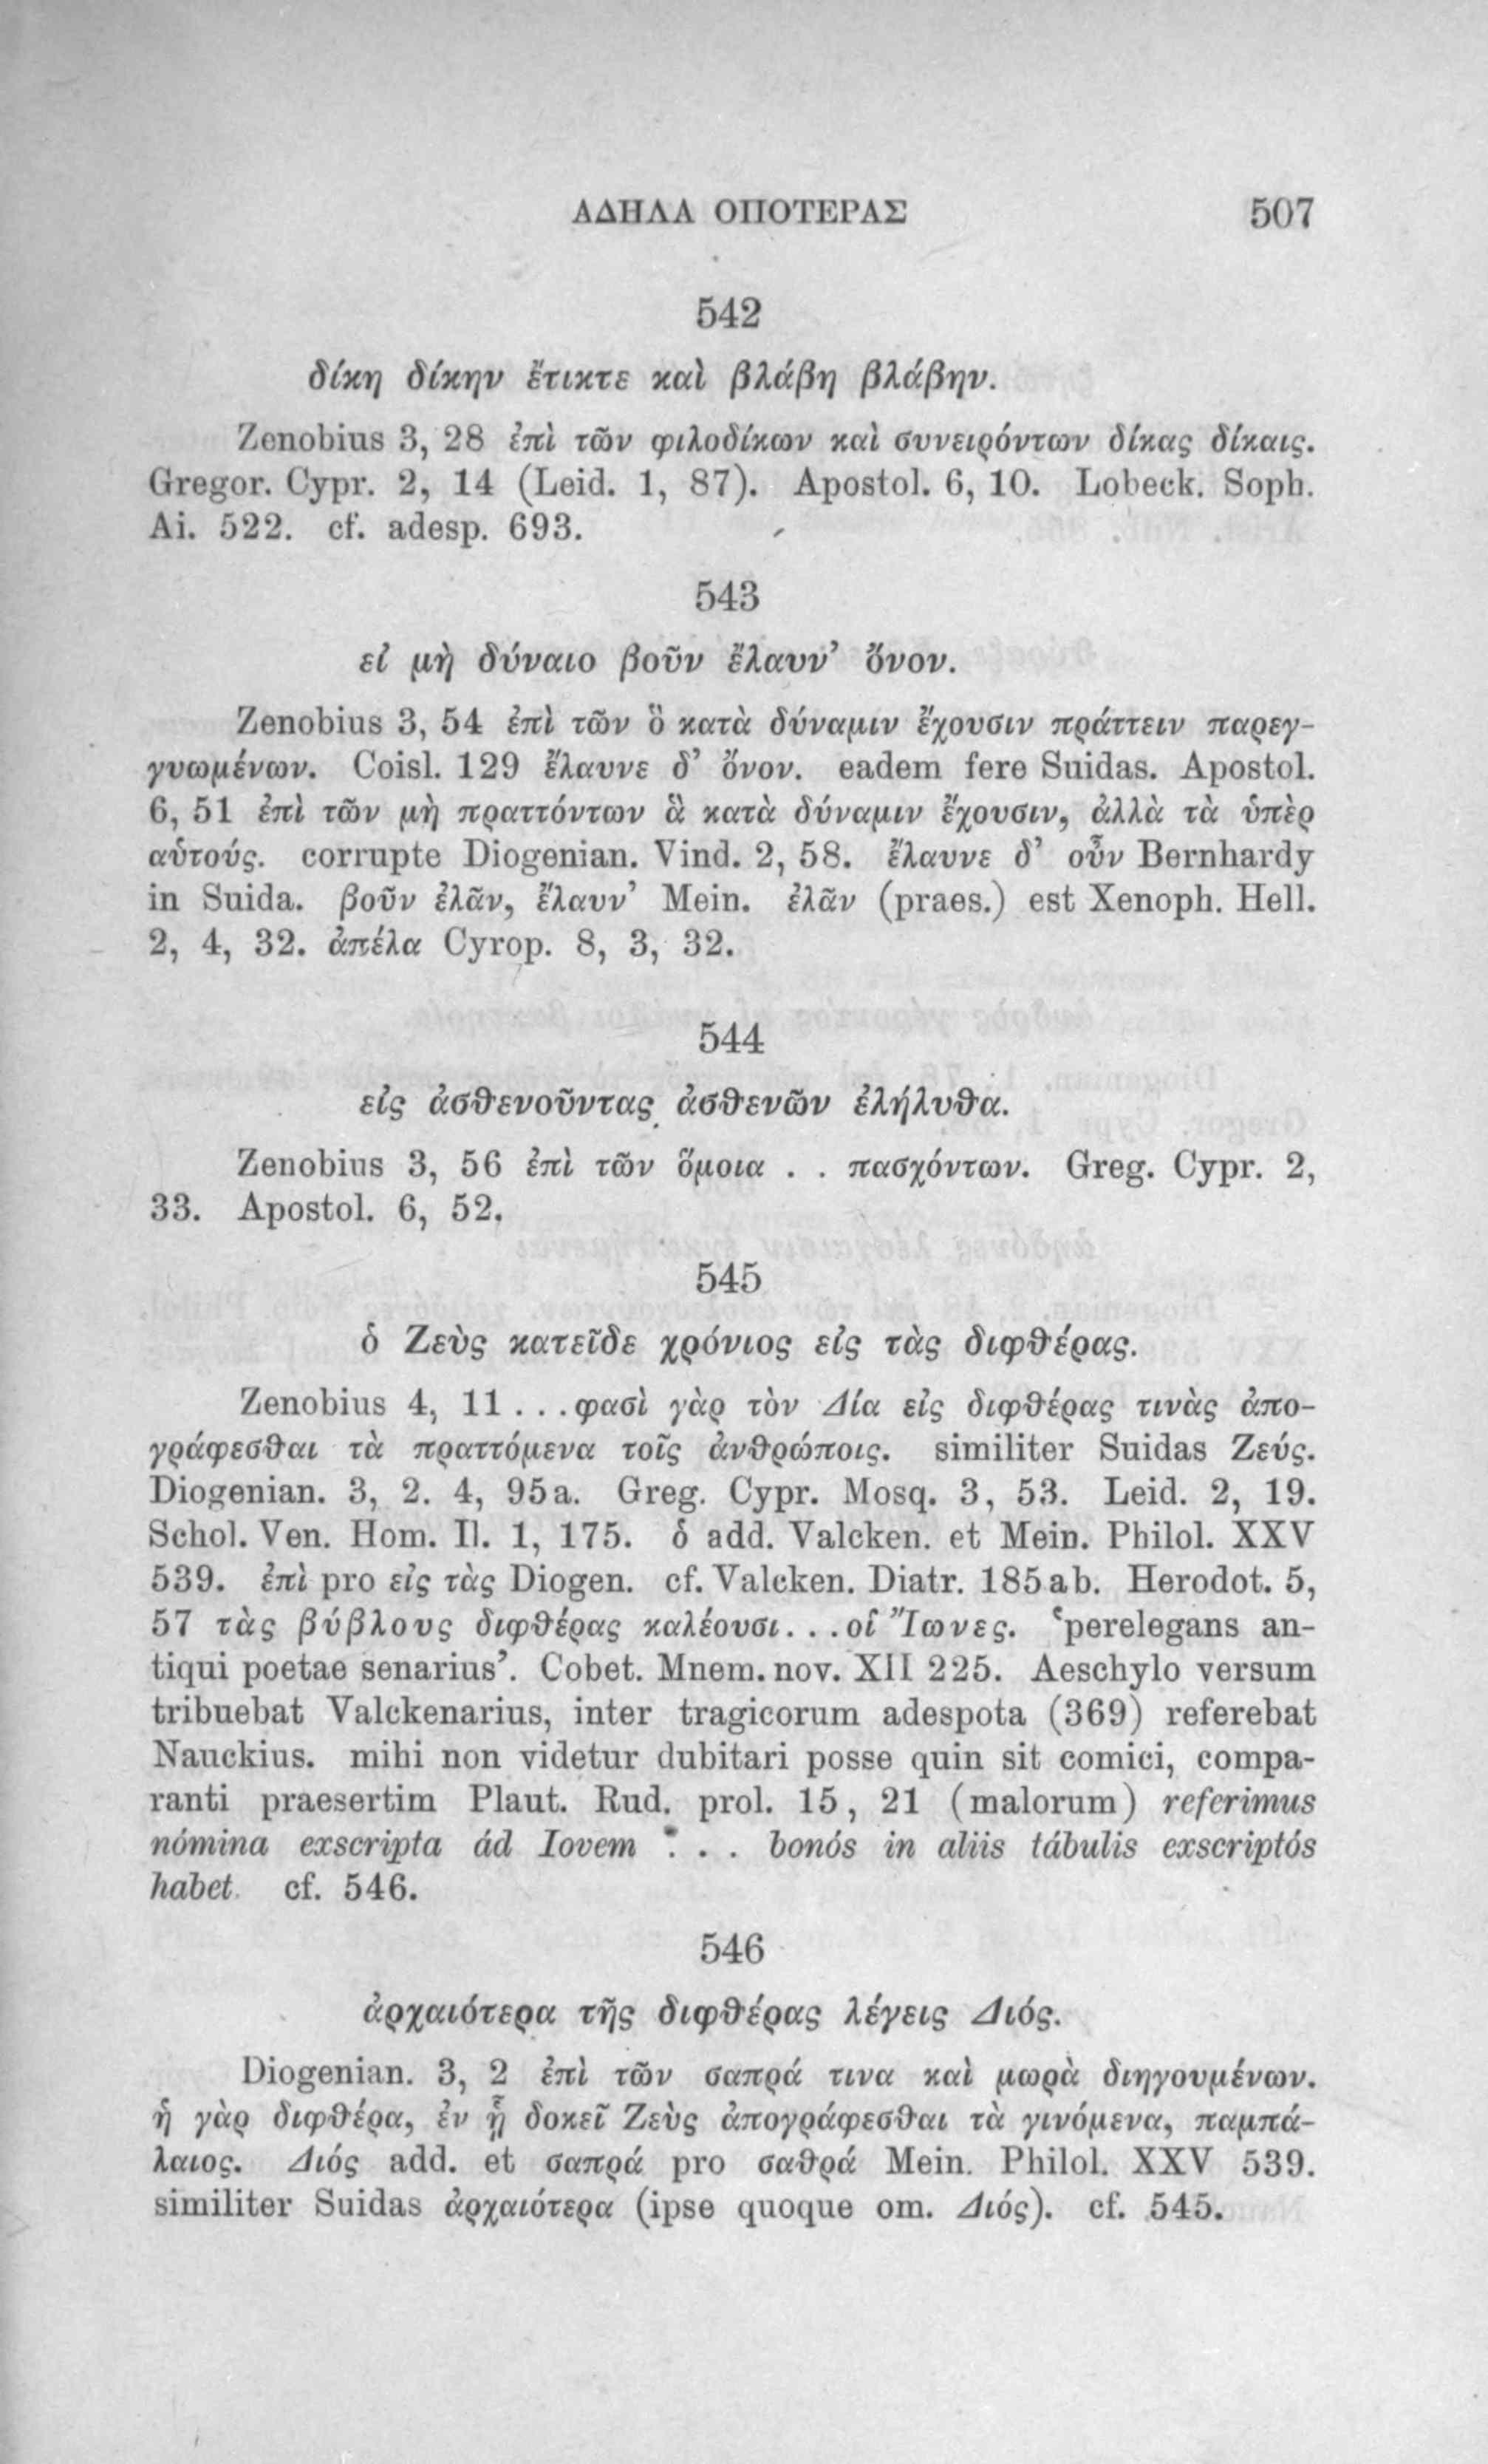 ΑΔΗΛΑ ΟΠΟΤΕΡΑΣ 507
542
δίκη δίκην ἔτικτε καὶ βλάβη βλάβην.
Zenobius 3, 28 ἐπὶ τῶν φιλοδίκων καὶ συνειρόντων δίκας δίκαις.
Gregor. Cypr. 2, 14 (Leid. 1, 87). Apostol. 6, 10. Lobeck. Soph.
Ai. 522. cf. adesp. 693.
543
εἰ μὴ δύναιο βοῦν ἔλαυν’ ὄνον.
Zenobius 3, 54 ἐπὶ τῶν ὃ κατὰ δύναμιν ἔχουσιν πράττειν παρεγ-
γυωμένων. Coisl. 129 ἔλαυνε δ’ ὄνον. eadem fere Suidas. Apostol.
6, 51 ἐπὶ τῶν μὴ πραττόντων ἃ κατὰ δύναμιν ἔχουσιν, ἀλλὰ τὰ ὑπὲρ
αὑτούς. corrupte Diogenian. Vind. 2, 58. ἔλαυνε δ’ οὖν Bernhardy
in Suida. βοῦν ἐλᾶν, ἔλαυν’ Mein. ἐλᾶν (praes.) est Xenoph. Hell.
2, 4, 32. ἀπέλα Cyrop. 8, 3, 32.
544
εἰς ἀσθενοῦντας ἀσθενῶν ἐλήλυθα.
Zenobius 3, 56 ἐπὶ τῶν ὅμοια . . πασχόντων. Greg. Cypr. 2,
33. Apostol. 6, 52.
545
ὁ Ζεὺς κατεῖδε χρόνιος εἰς τὰς διφθέρας.
Zenobius 4, 11 . . . φασὶ γὰρ τὸν Δία εἰς διφθέρας τινὰς ἀπο-
γράφεσθαι τὰ πραττόμενα τοῖς ἀνθρώποις. similiter Suidas Ζεύς.
Diogenian. 3, 2. 4, 95 a. Greg. Cypr. Mosq. 3, 53. Leid. 2, 19.
Schol. Ven. Hom. Il. 1, 175. ὁ add. Valcken. et Mein. Philol. XXV
539. ἐπὶ pro εἰς τὰς Diogen. cf. Valcken. Diatr. 185 ab. Herodot. 5,
57 τὰς βύβλους διφθέρας καλέουσι . . . οἱ Ἴωνες. ‘perelegans an-
tiqui poetae senarius’. Cobet. Mnem. nov. XII 225. Aeschylo versum
tribuebat Valckenarius, inter tragicorum adespota (369) referebat
Nauckius. mihi non videtur dubitari posse quin sit comici, compa-
ranti praesertim Plaut. Rud. prol. 15, 21 (malorum) referimus
nómina exscripta ád Iovem . . . bonós in aliis tábulis exscriptós
habet. cf. 546.
546
ἀρχαιότερα τῆς διφθέρας λέγεις Διός.
Diogenian. 3, 2 ἐπὶ τῶν σαπρά τινα καὶ μωρὰ διηγουμένων.
ἡ γὰρ διφθέρα, ἐν ᾗ δοκεῖ Ζεὺς ἀπογράφεσθαι τὰ γινόμενα, παμπά-
λαιος. Διός add. et σαπρά pro σαθρά Mein. Philol. XXV 539.
similiter Suidas ἀρχαιότερα (ipse quoque om. Διός). cf. 545.